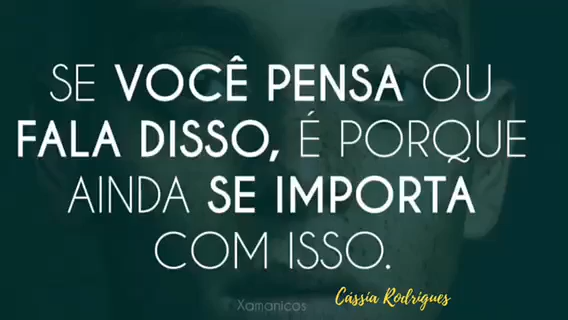 SE VOCÊ PENSA OU
FALA DISSO, É PORQUE
AINDA SE IMPORTA
COM ISSO.
Xamanicos
Cássia Rodrigues